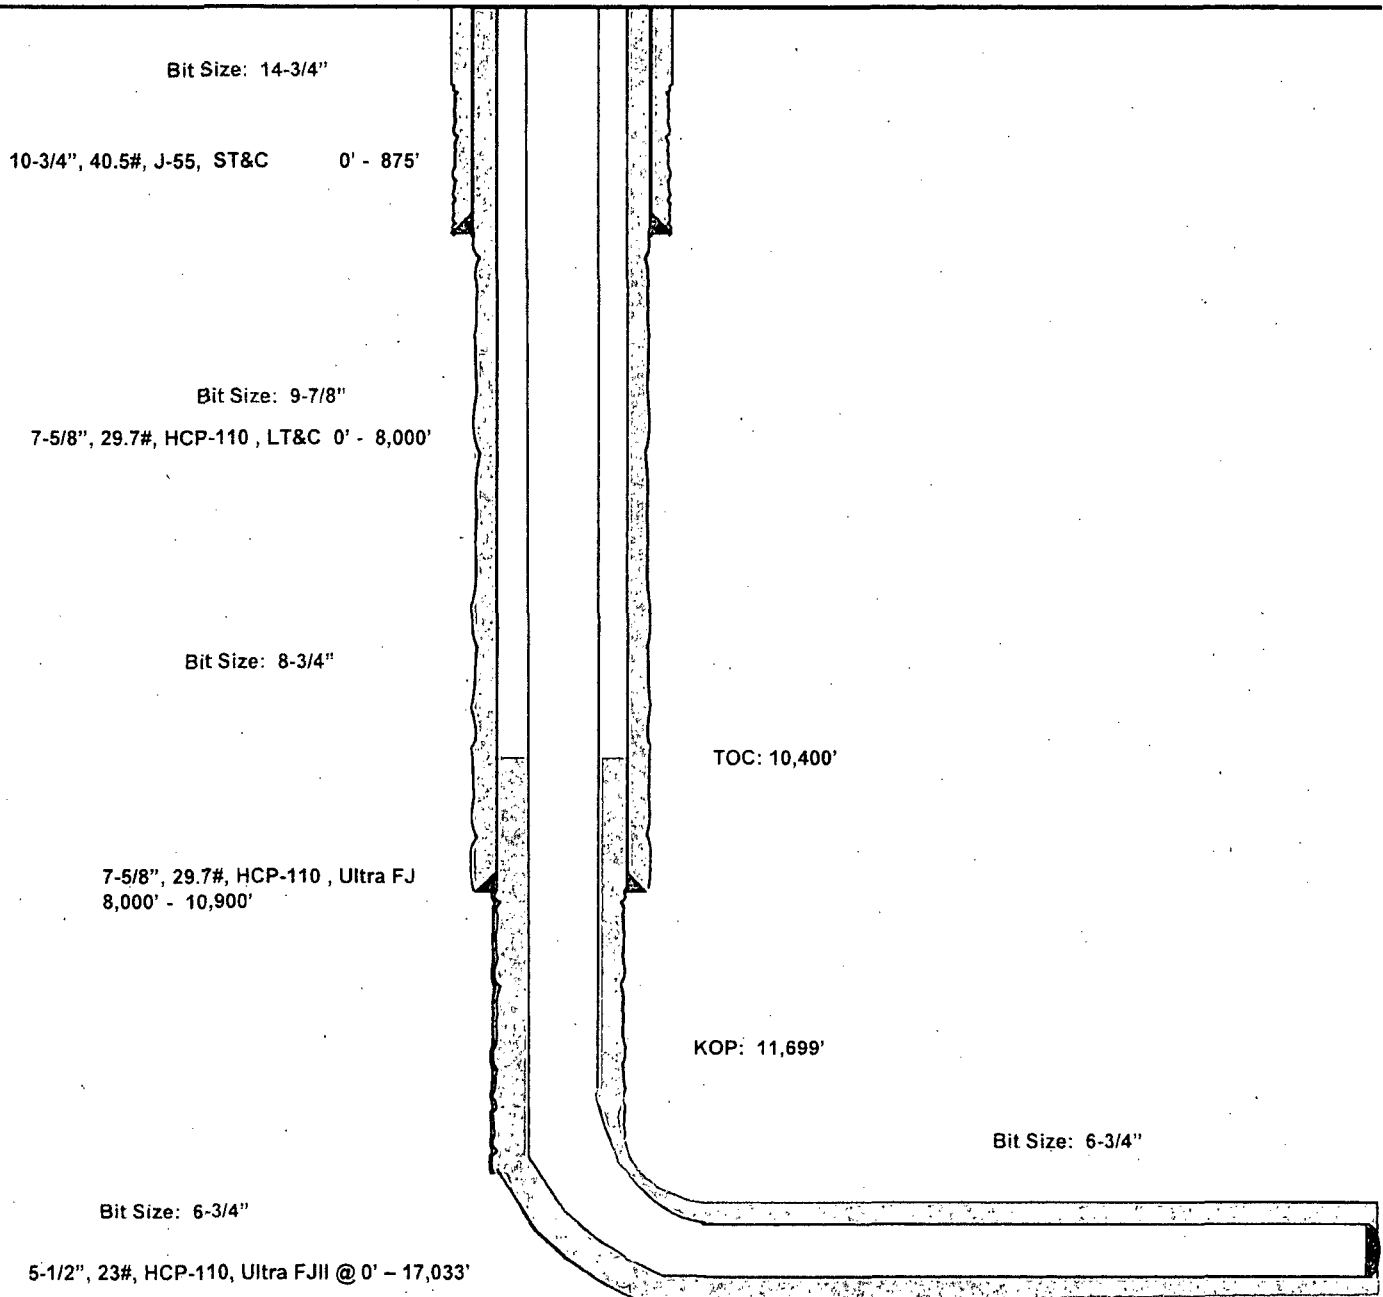 Bit Size: 14-3/4"
10-3/4", 40.5#, J-55, ST&C 0' - 875'
Bit Size: 9-7/8"
7-5/8", 29.7#, HCP-110 , LT&C 0' - 8,000'
Bit Size: 8-3/4"
TOC: 10,400'
7-5/8", 29.7#, HCP-110 , Ultra FJ
8,000' - 10,900'
KOP: 11,699'
Bit Size: 6-3/4"
Bit Size: 6-3/4"
5-1/2", 23#, HCP-110, Ultra FJII @ 0' – 17,033'